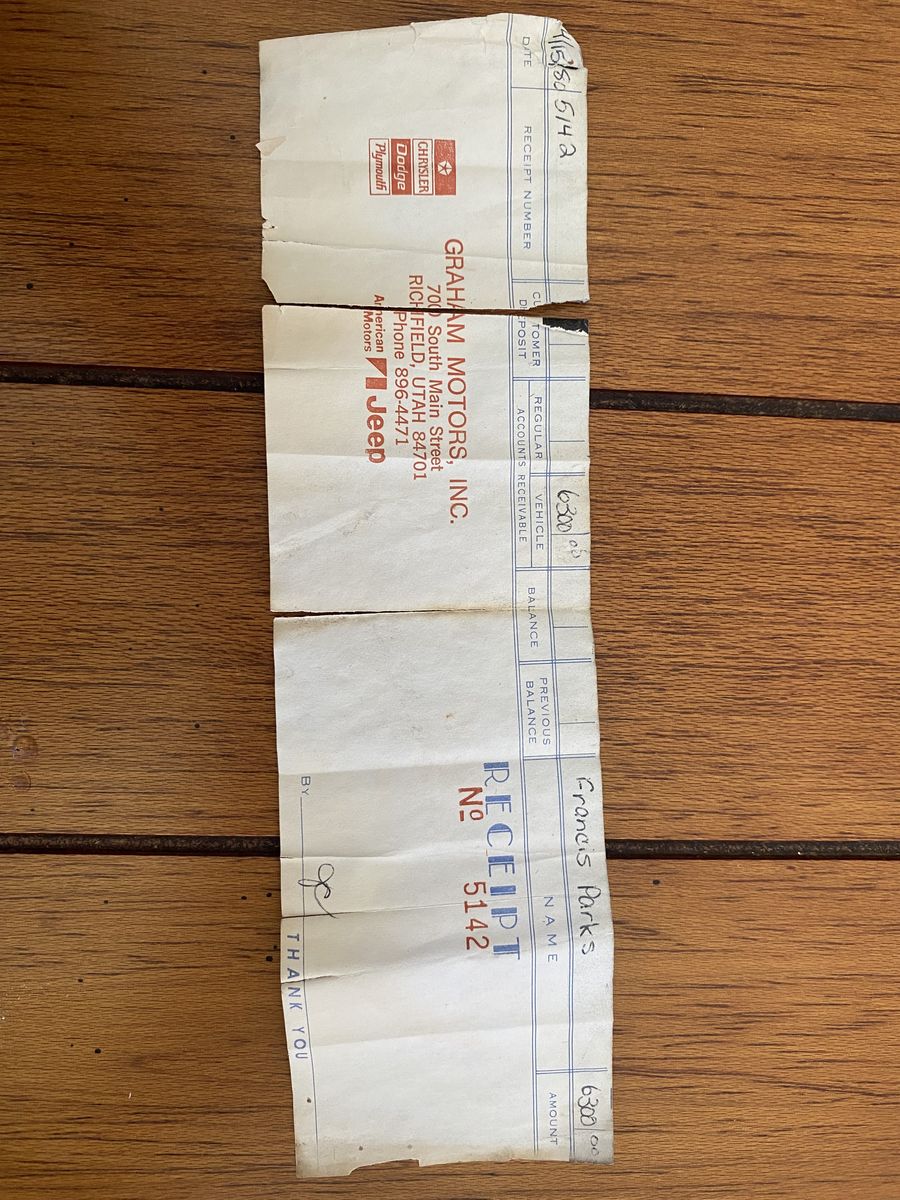 4/15/80 5142 6300 00 Francis Parks 6300 00
DATE RECEIPT NUMBER CUSTOMER DEPOSIT REGULAR VEHICLE ACCOUNTS RECEIVABLE BALANCE PREVIOUS BALANCE NAME AMOUNT
CHRYSLER
Dodge
Plymouth
GRAHAM MOTORS, INC.
700 South Main Street
RICHFIELD, UTAH 84701
Phone 896-4471
American Motors Jeep
RECEIPT
No 5142
BY
THANK YOU